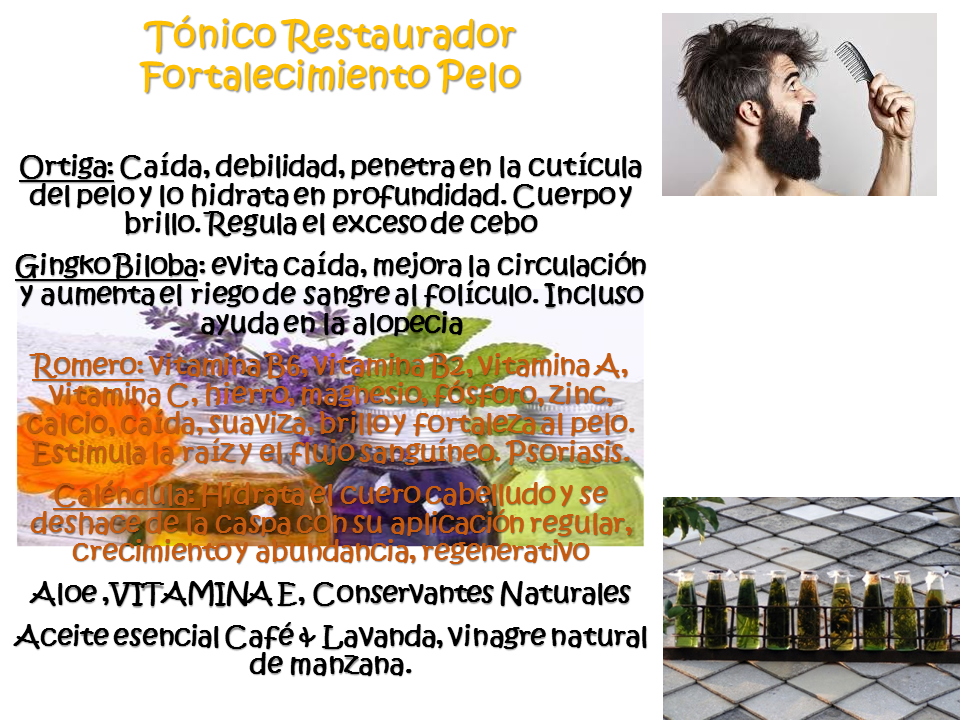 Tónico Restaurador
Fortalecimiento Pelo
Ortiga: Caída, debilidad, penetra en la cutícula
del pelo y lo hidrata en profundidad. Cuerpo y
brillo. Regula el exceso de cebo
Gingko Biloba: evita caída, mejora la circulación
y aumenta el riego de sangre al folículo. Incluso
ayuda en la alopecia
Romero: vitamina B6, vitamina B2, vitamina A,
vitamina C, hierro, magnesio, fósforo, zinc,
calcio, caída, suaviza, brillo y fortaleza al pelo.
Estimula la raíz y el flujo sanguíneo. Psoriasis.
Caléndula: Hidrata el cuero cabelludo y se
deshace de la caspa con su aplicación regular,
crecimiento y abundancia, regenerativo
Aloe ,VITAMINA E, Conservantes Naturales
Aceite esencial Café & Lavanda, vinagre natural
de manzana.